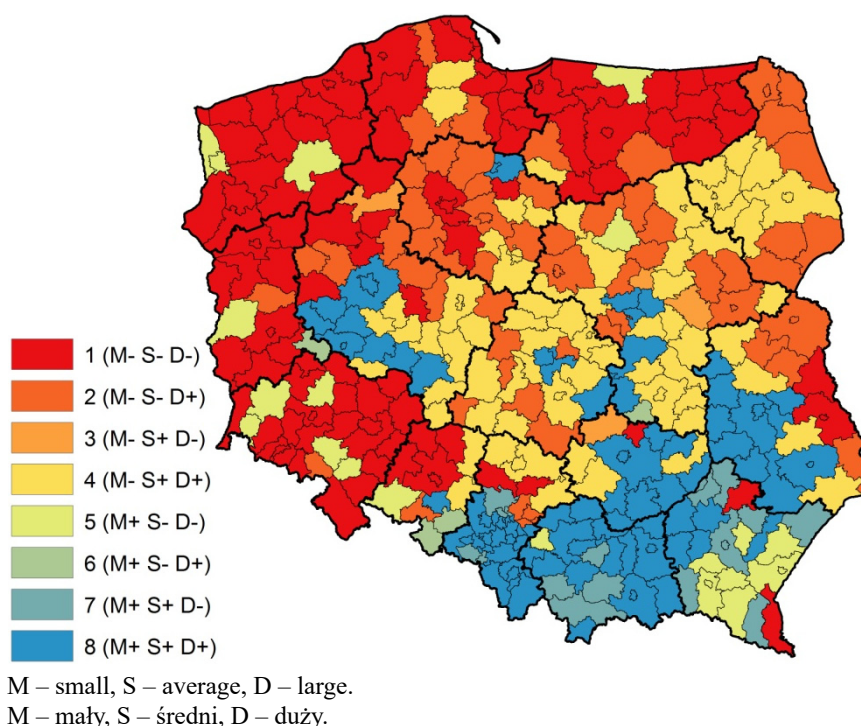 1 (M- S- D-)
2 (M- S- D+)
3 (M- S+ D-)
4 (M- S+ D+)
5 (M+ S- D-)
6 (M+ S- D+)
7 (M+ S+ D-)
8 (M+ S+ D+)
M – small, S – average, D – large.
M – mały, S – średni, D – duży.